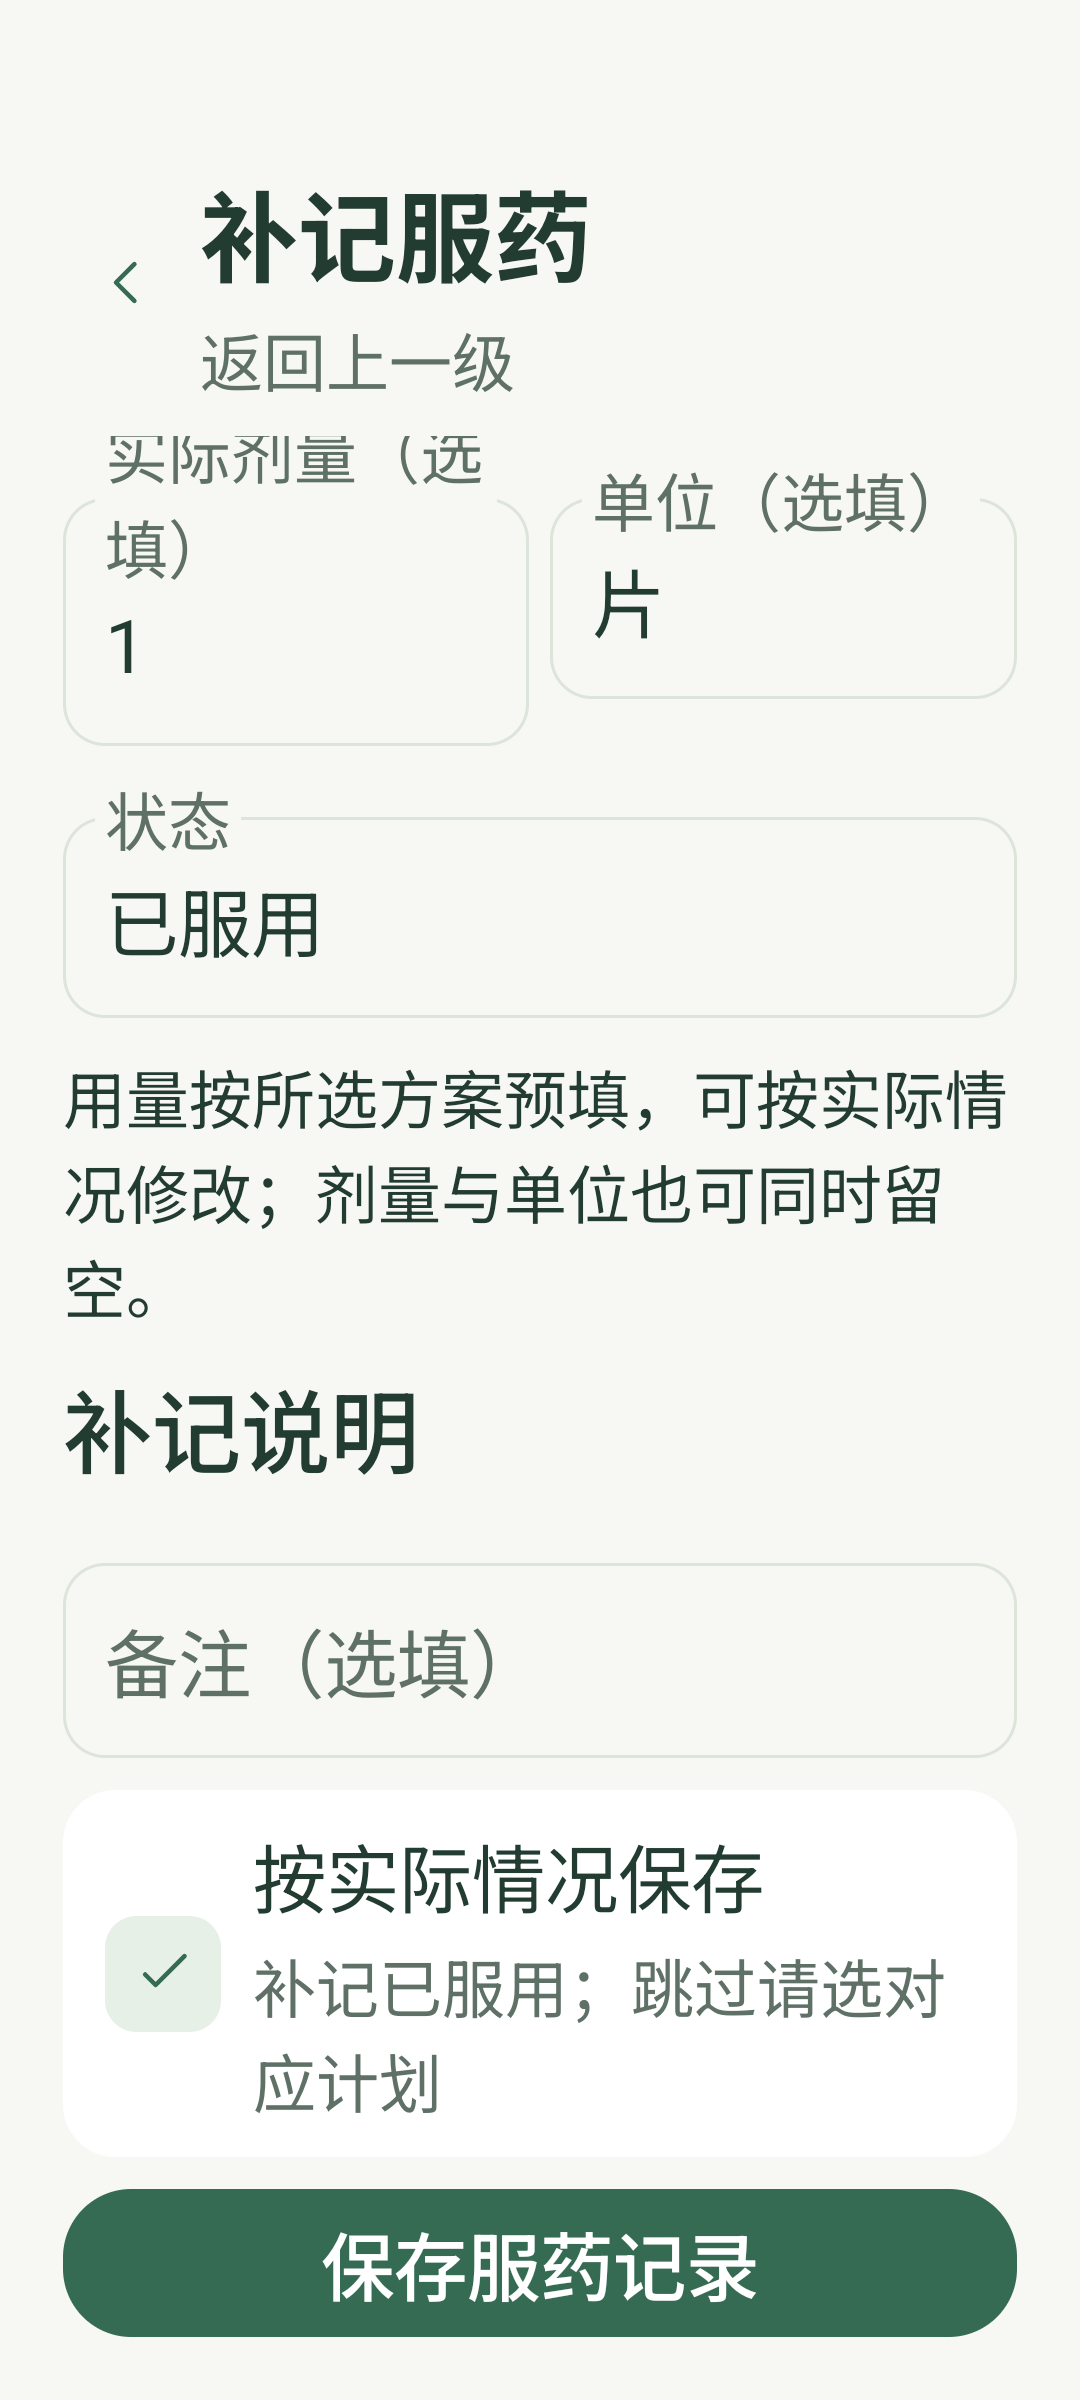 补记服药
返回上一级
实际剂量（选
填）
1
单位（选填）
片
状态
已服用
用量按所选方案预填，可按实际情
况修改；剂量与单位也可同时留
空。
补记说明
备注（选填）
按实际情况保存
补记已服用；跳过请选对
应计划
保存服药记录